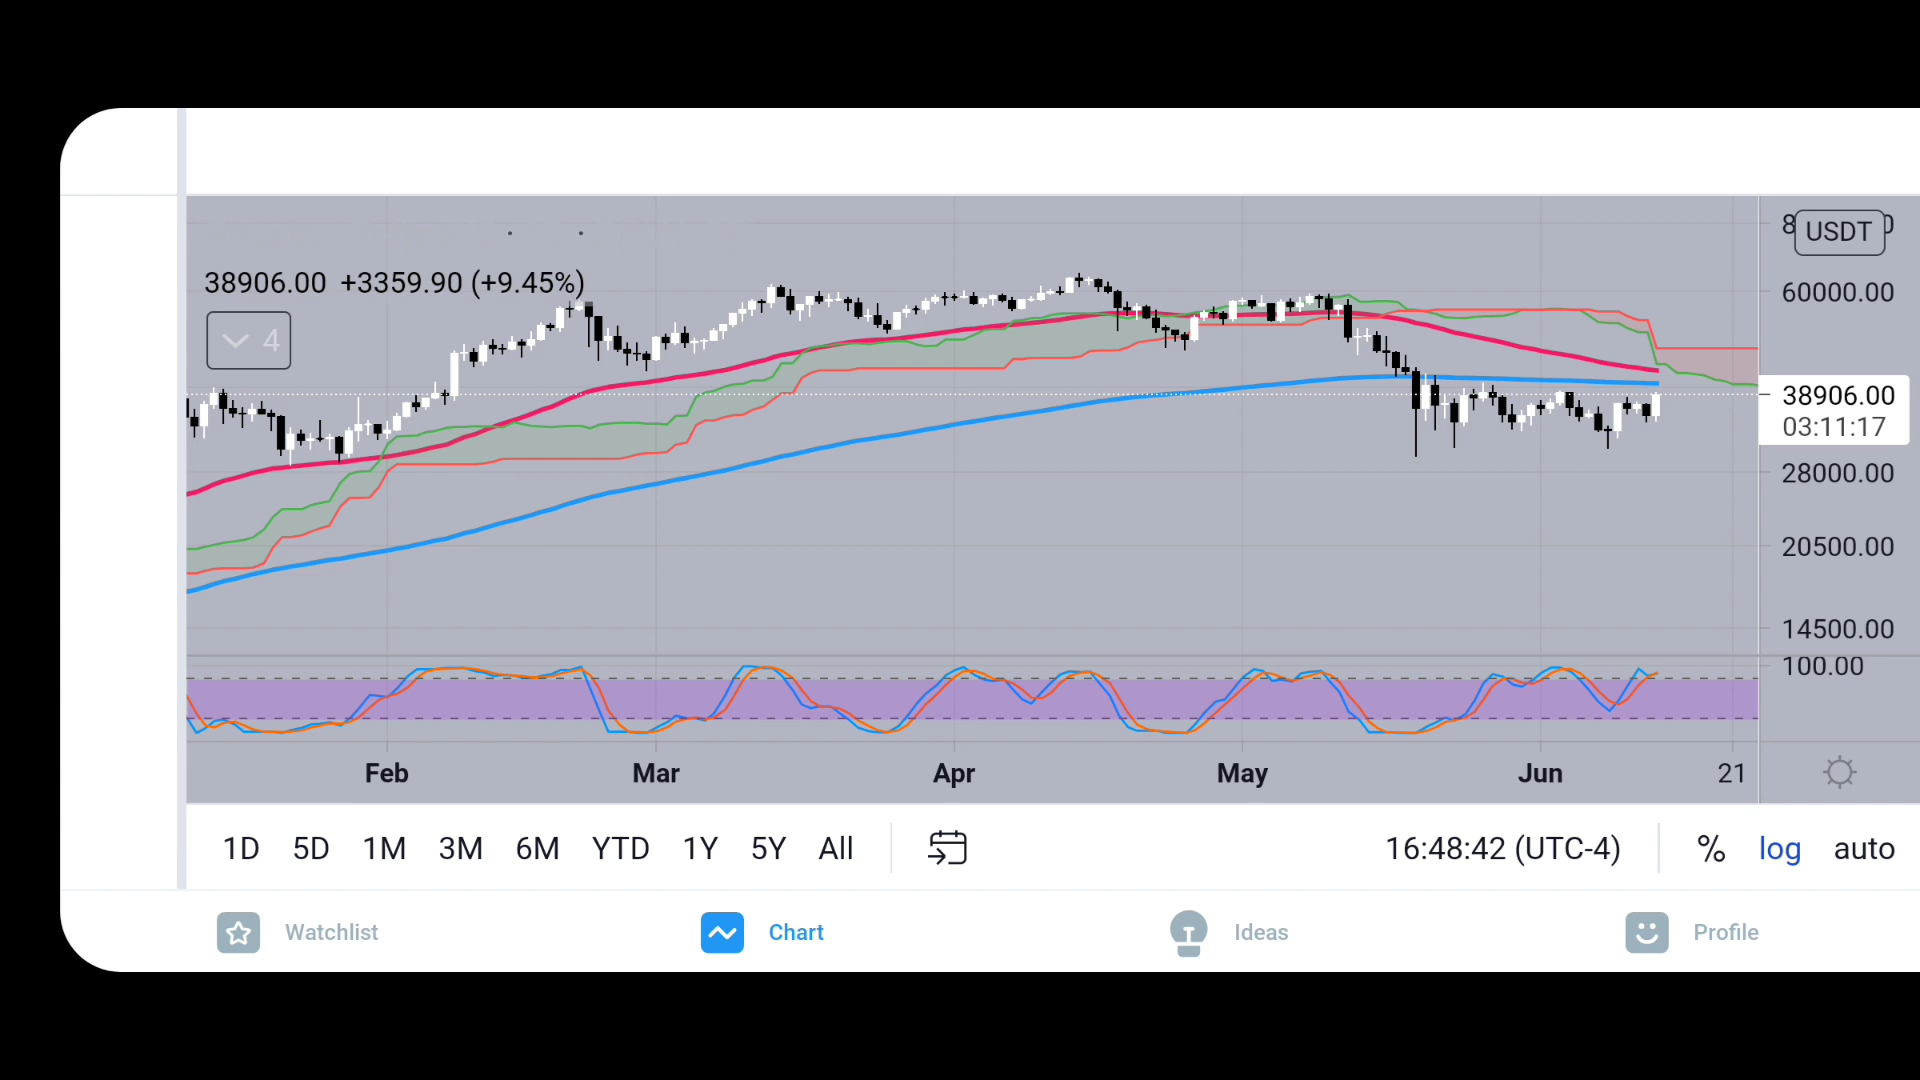 38906.00 +3359.90 (+9.45%)
4
USDT
60000.00
38906.00
03:11:17
28000.00
20500.00
14500.00
100.00
Feb Mar Apr May Jun 21
1D 5D 1M 3M 6M YTD 1Y 5Y All 16:48:42 (UTC-4) % log auto
Watchlist Chart Ideas Profile